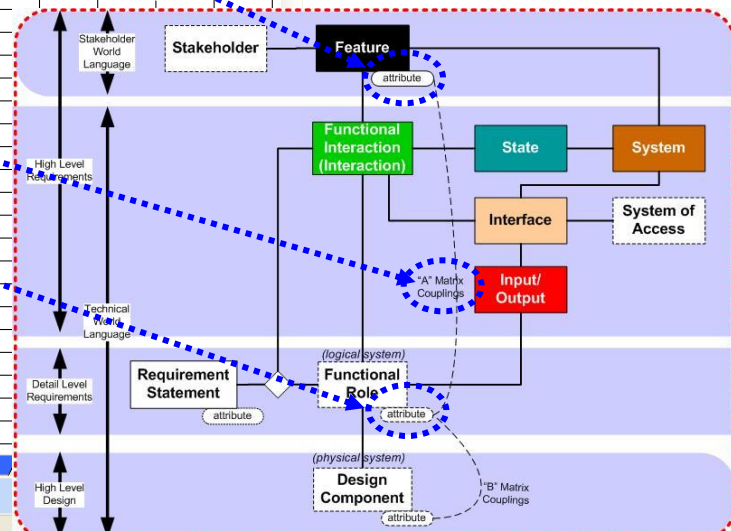 Stakeholder
World
Language
Stakeholder
Feature
attribute
High Level
Requirements
Functional
Interaction
(Interaction)
State
System
Interface
System of
Access
"A" Matrix
Couplings
Input/
Output
Technical
World
Language
(logical system)
Detail Level
Requirements
Requirement
Statement
attribute
Functional
Role
attribute
(physical system)
High Level
Design
Design
Component
attribute
"B" Matrix
Couplings